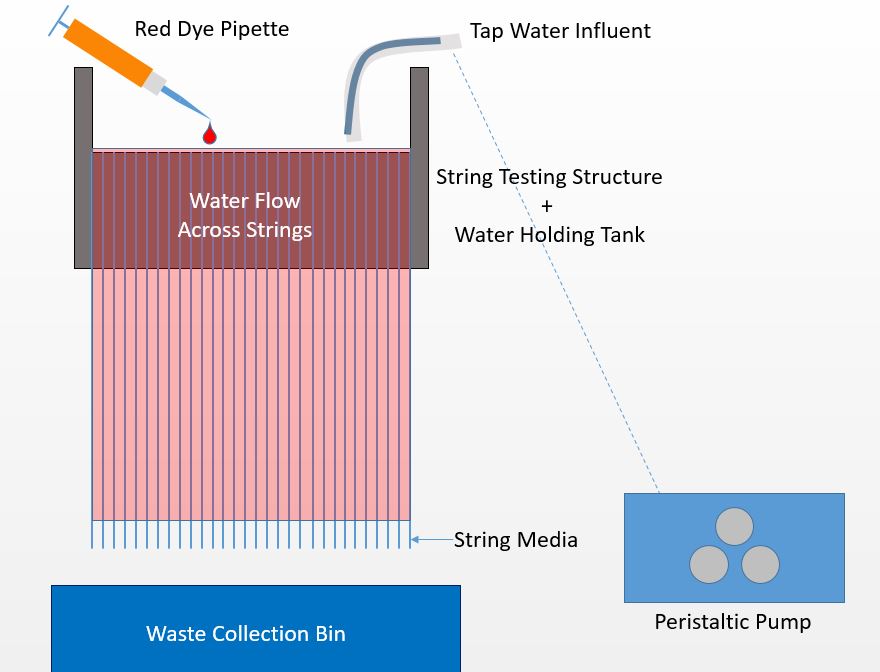 Red Dye Pipette
Tap Water Influent
String Testing Structure
+
Water Holding Tank
Water Flow
Across Strings
String Media
Peristaltic Pump
Waste Collection Bin